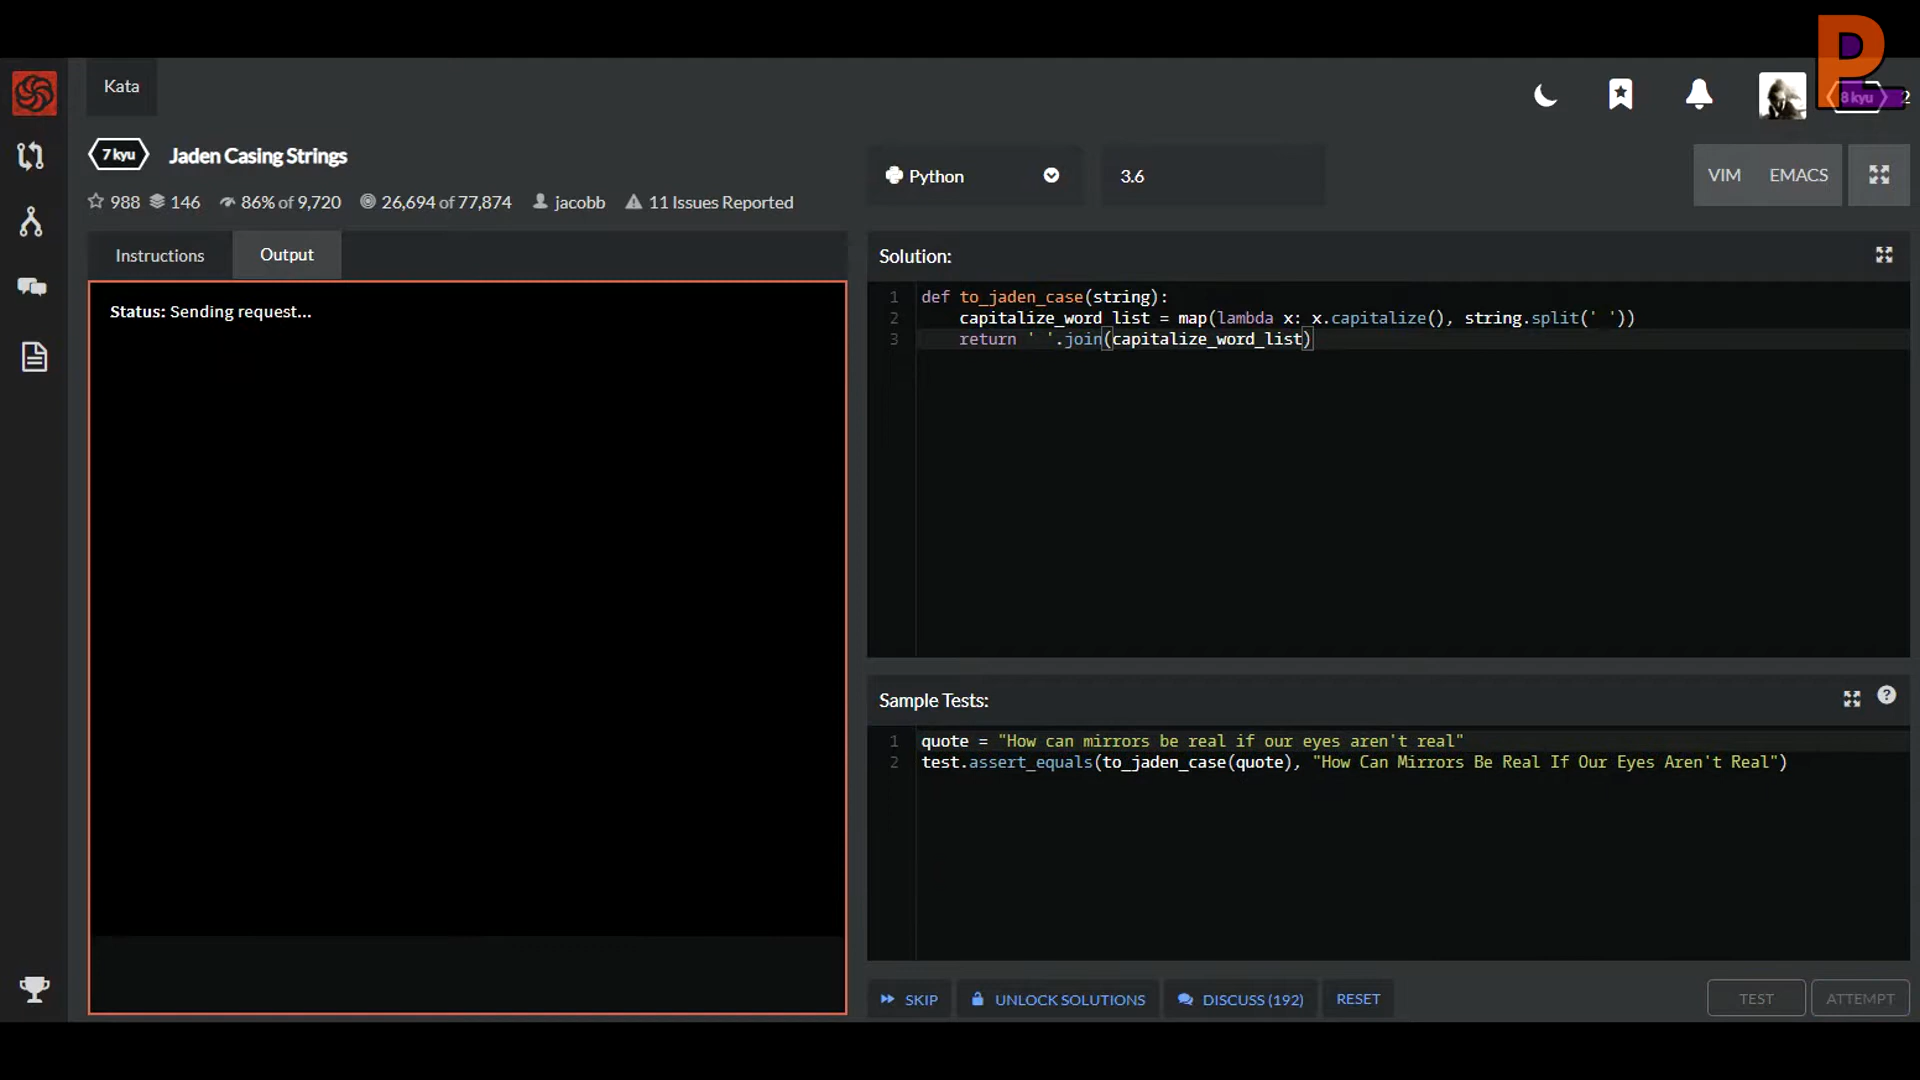 Kata
8 kyu 2
7 kyu Jaden Casing Strings
988 146 86% of 9,720 26,694 of 77,874 jacobb 11 Issues Reported
Python 3.6 VIM EMACS
Instructions Output
Status: Sending request...
Solution:
1 def to_jaden_case(string):
2 capitalize_word_list = map(lambda x: x.capitalize(), string.split(' '))
3 return ' '.join(capitalize_word_list)
Sample Tests:
1 quote = "How can mirrors be real if our eyes aren't real"
2 test.assert_equals(to_jaden_case(quote), "How Can Mirrors Be Real If Our Eyes Aren't Real")
SKIP UNLOCK SOLUTIONS DISCUSS (192) RESET TEST ATTEMPT
PL